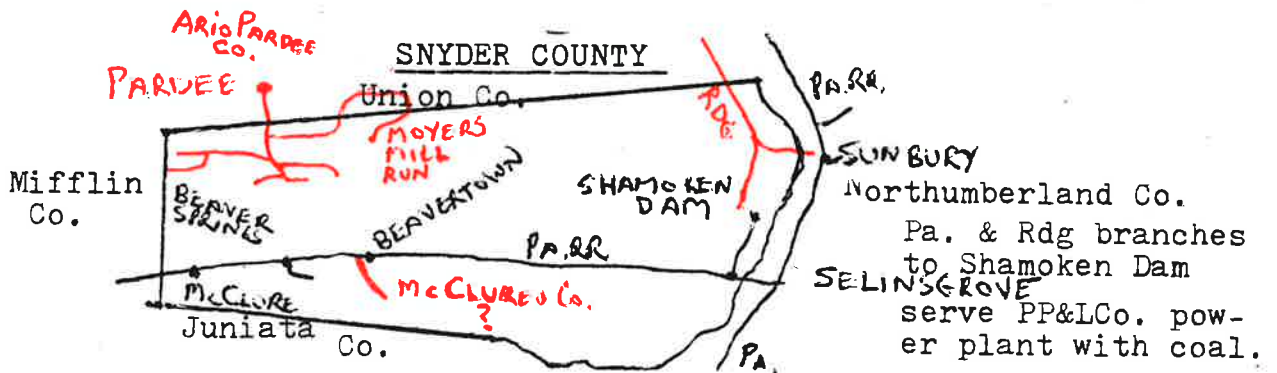 ARIO PARDEE
CO.
PARDEE
SNYDER COUNTY
Union Co.
PA.RR.
RDG
MOYERS
MILL
RUN
SUNBURY
Mifflin
Co.
BEAVER
SPRINGS
BEAVERTOWN
SHAMOKEN
DAM
Northumberland Co.
Pa. & Rdg branches
to Shamoken Dam
serve PP&LCo. pow-
er plant with coal.
PA.RR
SELINSGROVE
McCLURE
McCLURE & Co.
?
Juniata
Co.
PA.